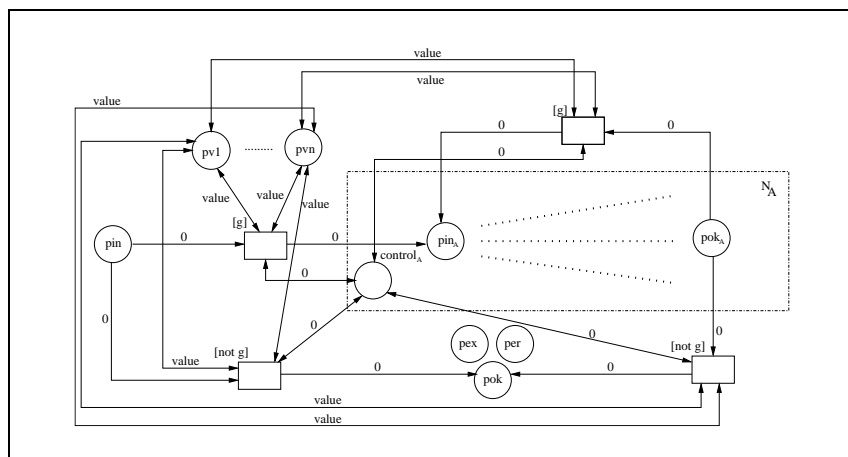 value
value
value
[g]
0
0
0
pv1
.........
pvn
N_A
value
value
value
[g]
pin
0
0
pin_A
pok_A
control_A
0
0
0
0
0
[not g]
[not g]
pex
per
value
0
pok
0
value
value